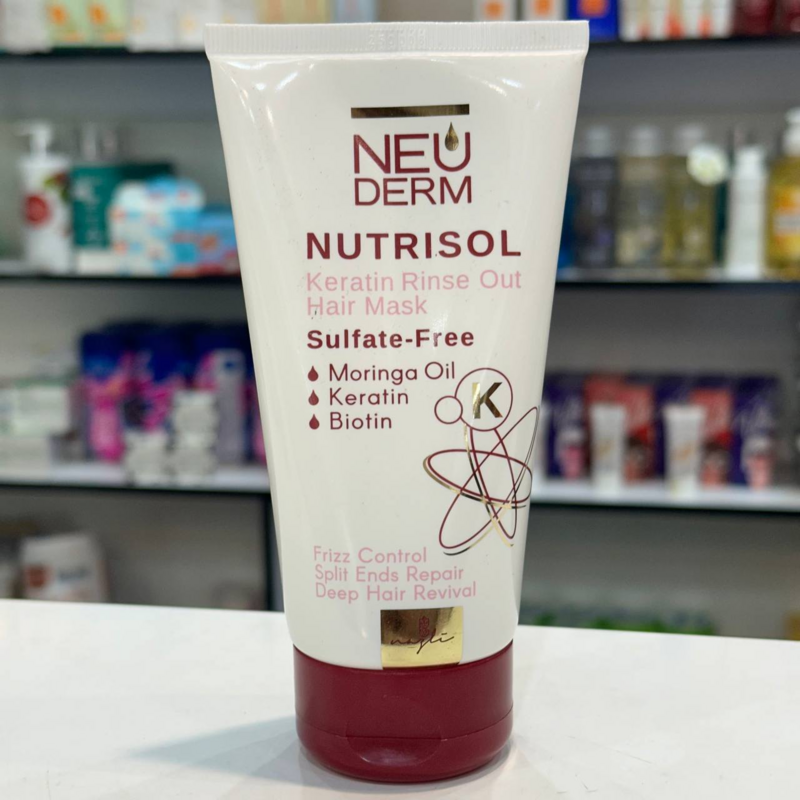 NEU
DERM
NUTRISOL
Keratin Rinse Out
Hair Mask
Sulfate-Free
Moringa Oil
Keratin
Biotin
K
Frizz Control
Split Ends Repair
Deep Hair Revival